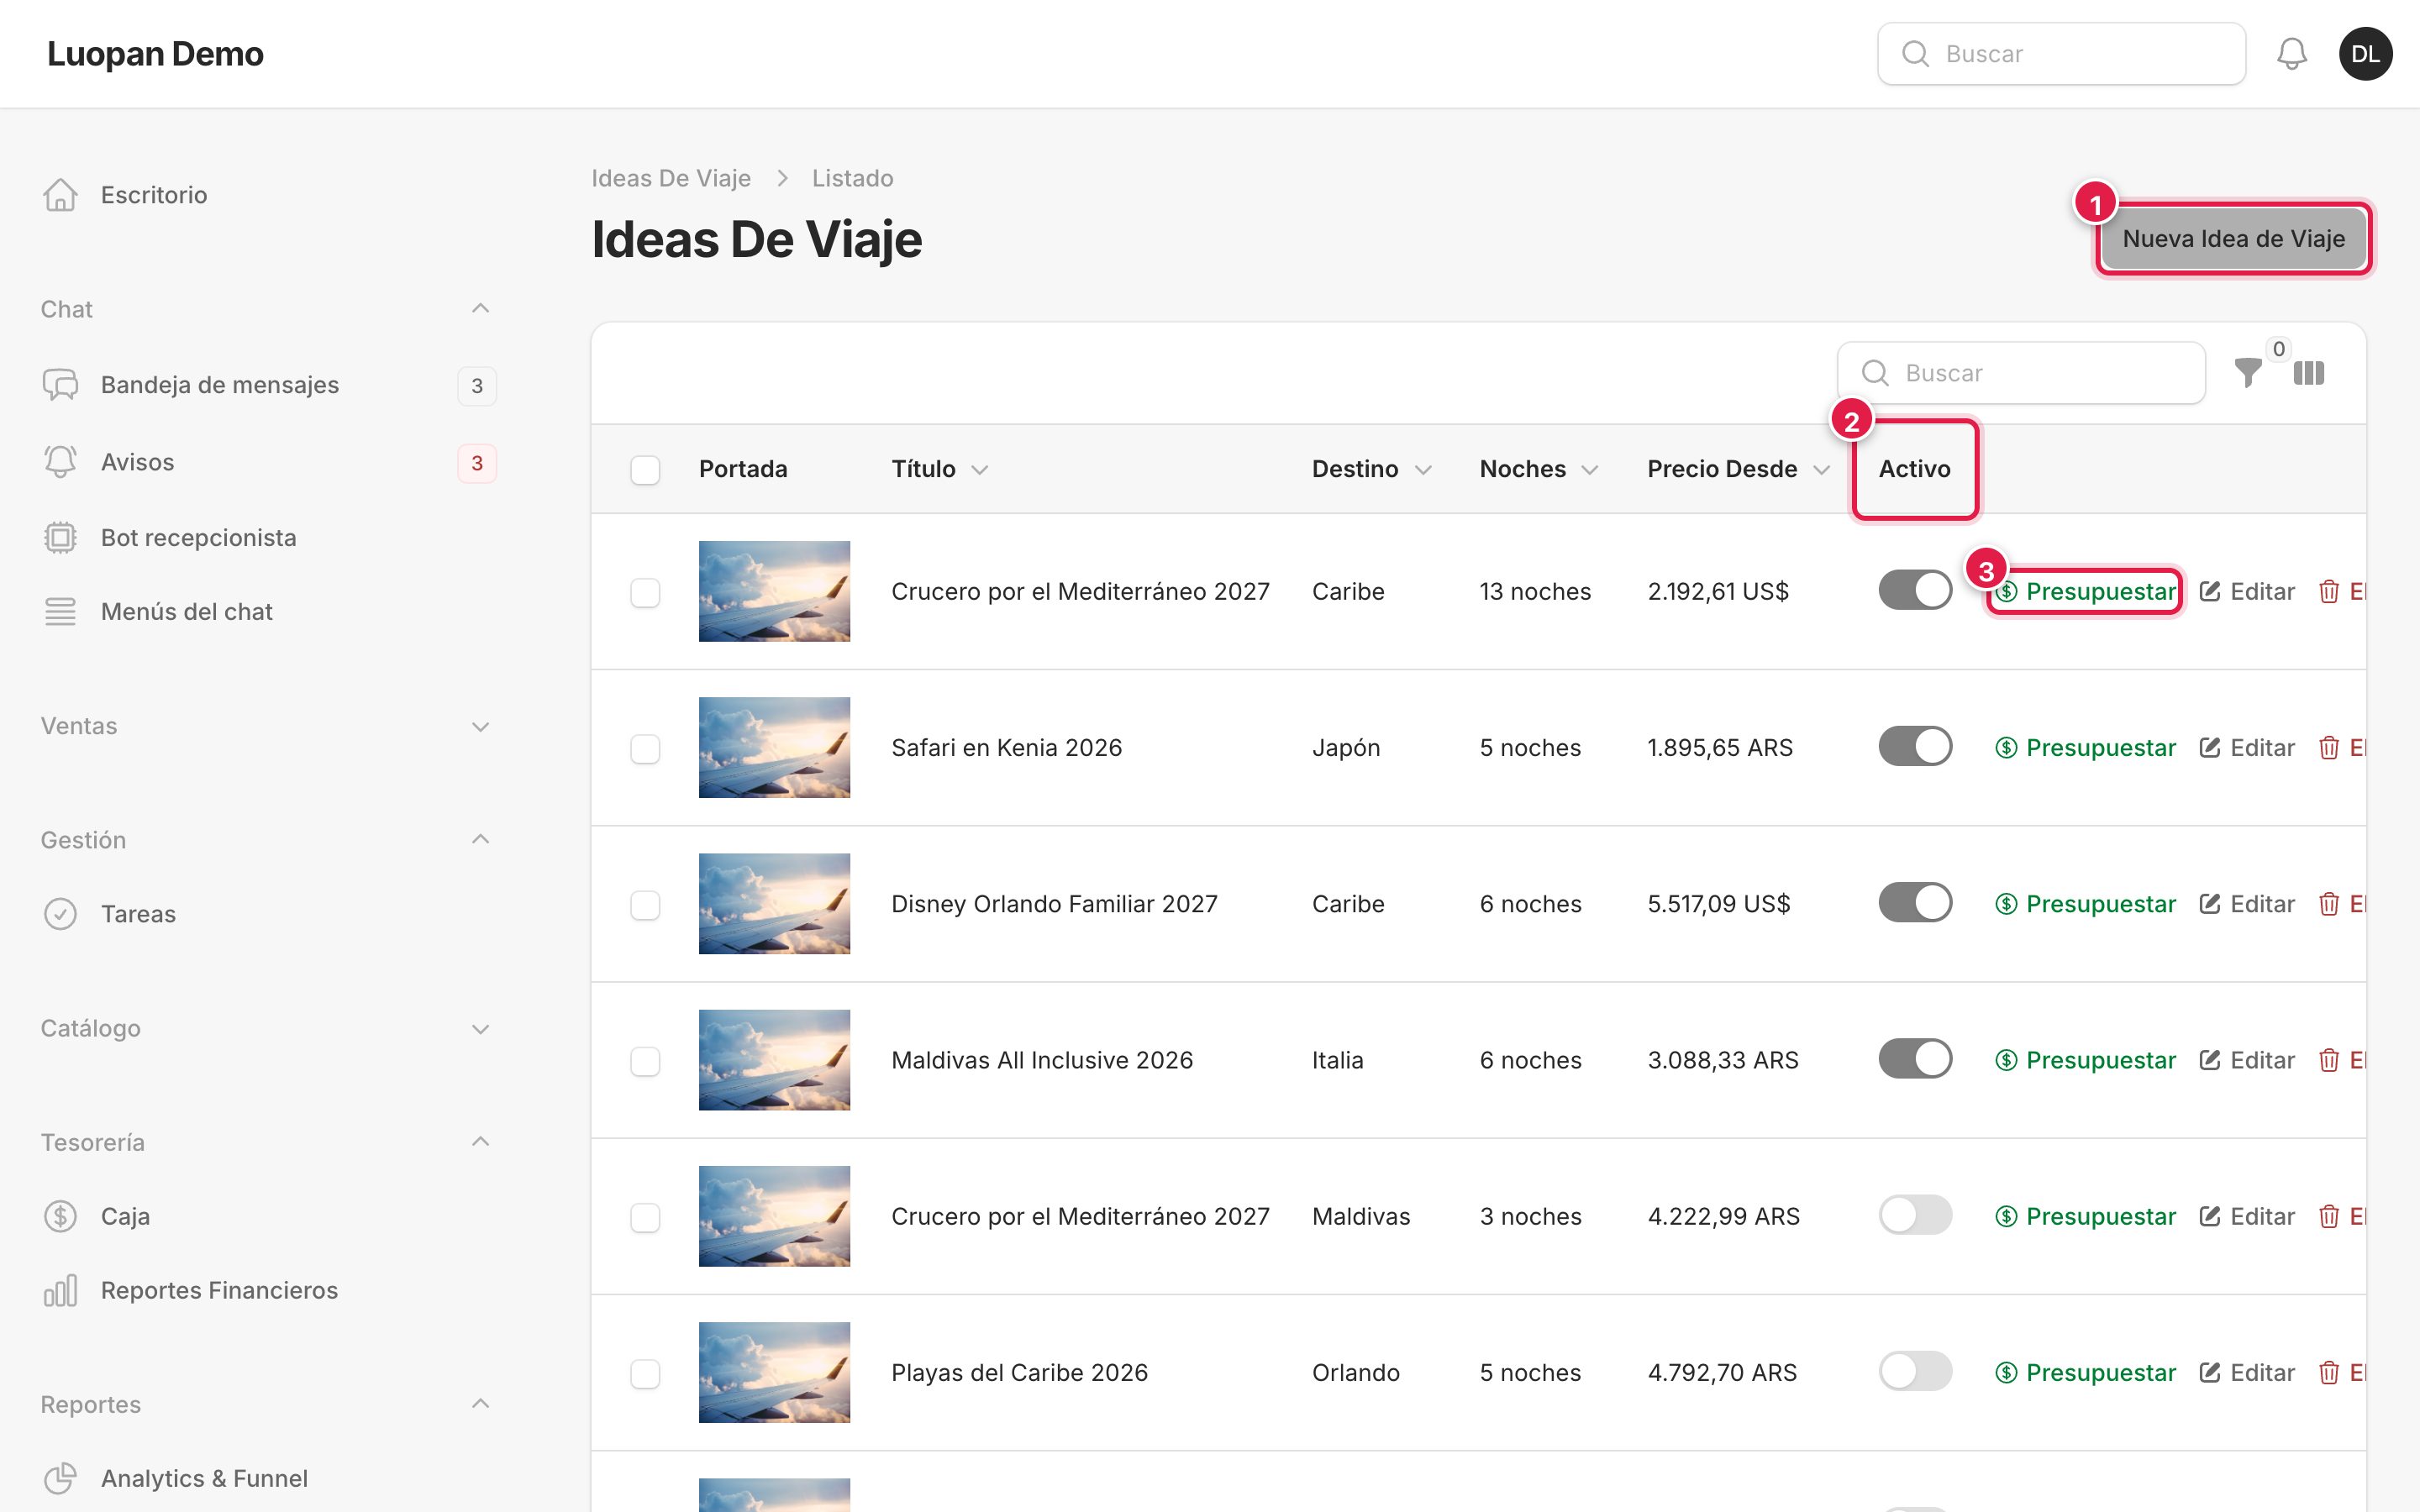 Luopan Demo
Buscar
DL
Escritorio
Chat
Bandeja de mensajes 3
Avisos 3
Bot recepcionista
Menús del chat
Ventas
Gestión
Tareas
Catálogo
Tesorería
Caja
Reportes Financieros
Reportes
Analytics & Funnel
Ideas De Viaje > Listado
Ideas De Viaje
1
Nueva Idea de Viaje
Buscar
0
2
Portada Título Destino Noches Precio Desde Activo
3
Crucero por el Mediterráneo 2027 Caribe 13 noches 2.192,61 US$ Presupuestar Editar El
Safari en Kenia 2026 Japón 5 noches 1.895,65 ARS Presupuestar Editar El
Disney Orlando Familiar 2027 Caribe 6 noches 5.517,09 US$ Presupuestar Editar El
Maldivas All Inclusive 2026 Italia 6 noches 3.088,33 ARS Presupuestar Editar El
Crucero por el Mediterráneo 2027 Maldivas 3 noches 4.222,99 ARS Presupuestar Editar El
Playas del Caribe 2026 Orlando 5 noches 4.792,70 ARS Presupuestar Editar El